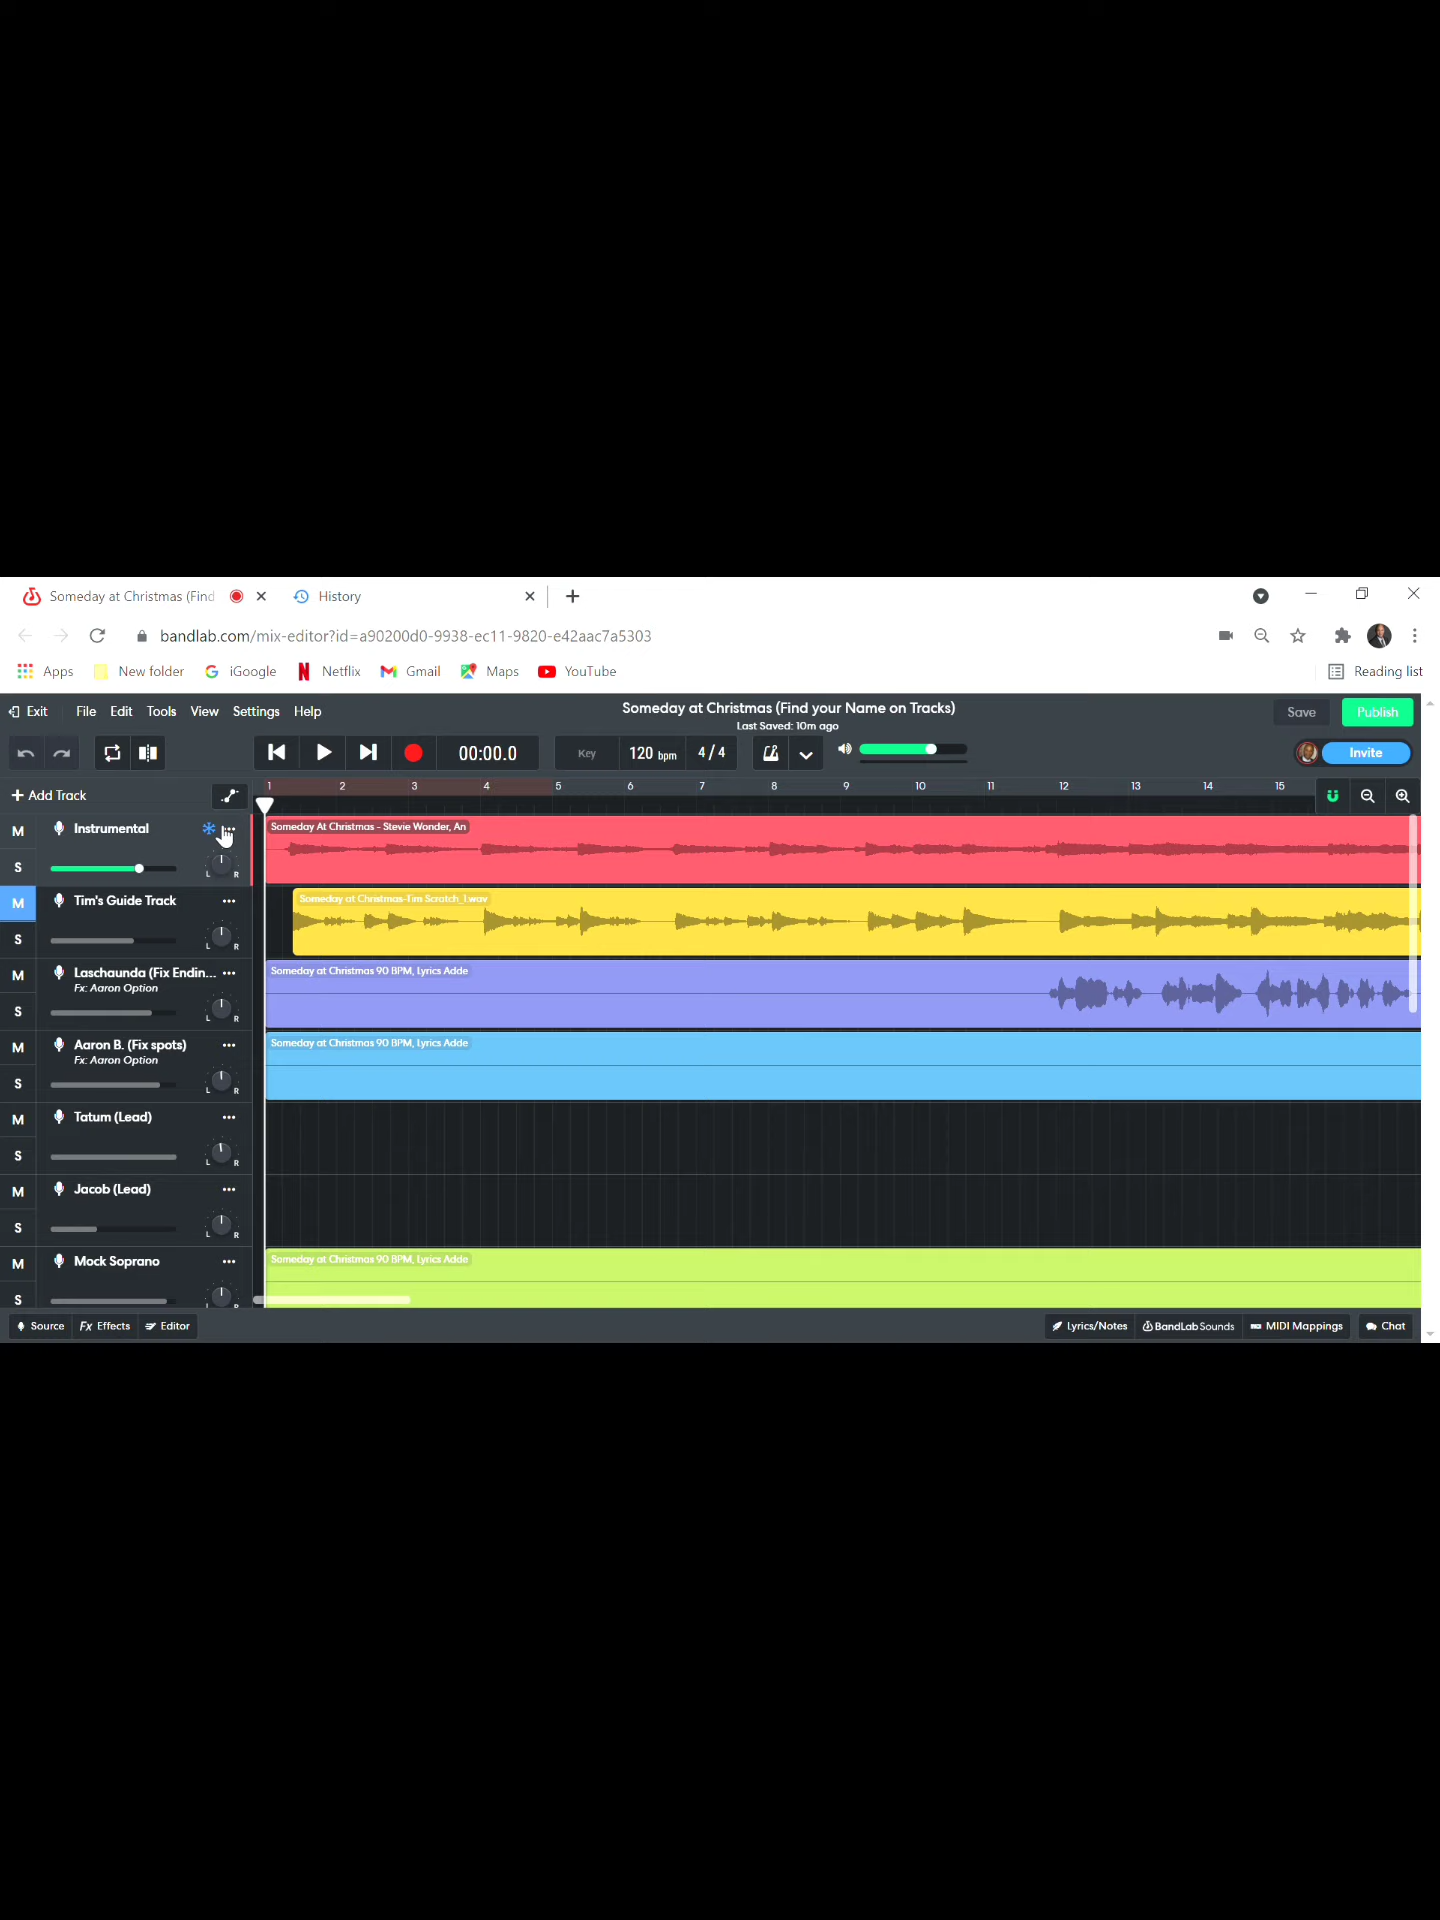 Someday at Christmas (Find
History
bandlab.com/mix-editor?id=a90200d0-9938-ec11-9820-e42aac7a5303
Apps New folder iGoogle Netflix Gmail Maps YouTube Reading list
Exit File Edit Tools View Settings Help
Someday at Christmas (Find your Name on Tracks)
Last Saved: 10m ago
Save Publish
00:00.0 Key 120 bpm 4 / 4 Invite
+ Add Track
1 2 3 4 5 6 7 8 9 10 11 12 13 14 15
M Instrumental
S L R
Someday At Christmas - Stevie Wonder, An
M Tim's Guide Track
S L R
Someday at Christmas-Tim Scratch_1.wav
M Laschaunda (Fix Endin...
Fx: Aaron Option
S L R
Someday at Christmas 90 BPM, Lyrics Adde
M Aaron B. (Fix spots)
Fx: Aaron Option
S L R
Someday at Christmas 90 BPM, Lyrics Adde
M Tatum (Lead)
S L R
M Jacob (Lead)
S L R
M Mock Soprano
S L R
Someday at Christmas 90 BPM, Lyrics Adde
Source Fx Effects Editor Lyrics/Notes BandLab Sounds MIDI Mappings Chat